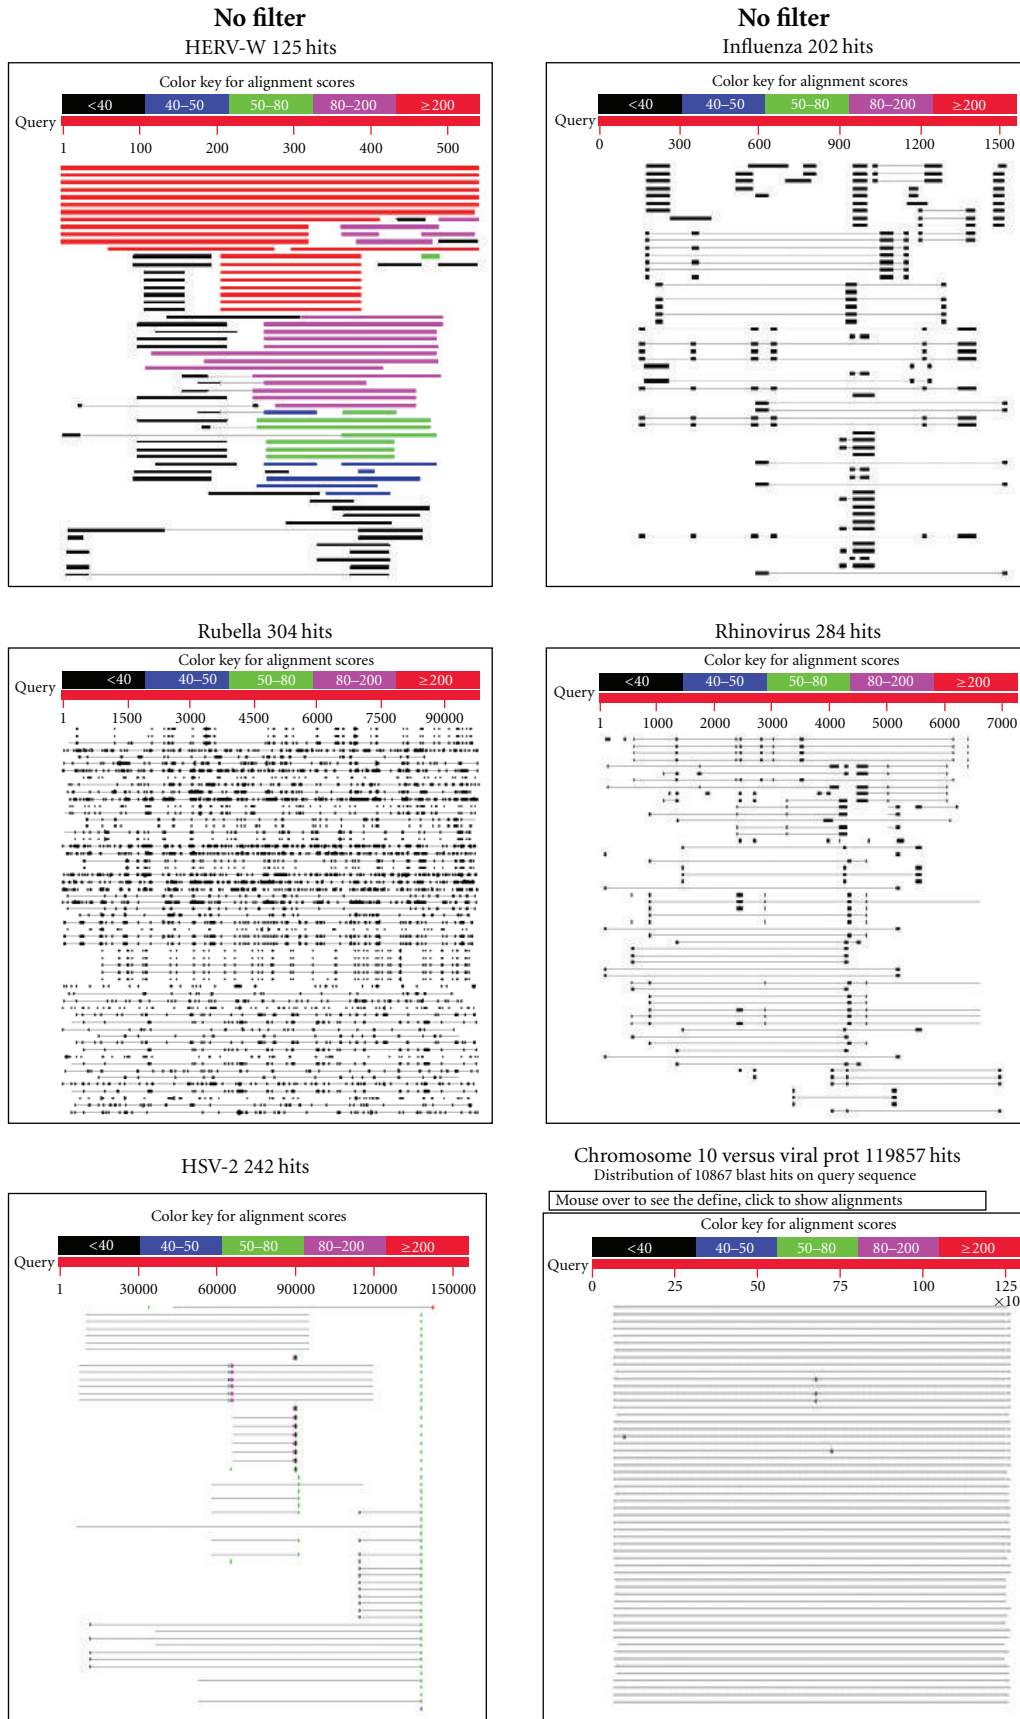 No filter
HERV-W 125 hits
Color key for alignment scores
<40 40–50 50–80 80–200 ≥200
Query
1 100 200 300 400 500
No filter
Influenza 202 hits
Color key for alignment scores
<40 40–50 50–80 80–200 ≥200
Query
0 300 600 900 1200 1500
Rubella 304 hits
Color key for alignment scores
<40 40–50 50–80 80–200 ≥200
Query
1 1500 3000 4500 6000 7500 90000
Rhinovirus 284 hits
Color key for alignment scores
<40 40–50 50–80 80–200 ≥200
Query
1 1000 2000 3000 4000 5000 6000 7000
HSV-2 242 hits
Color key for alignment scores
<40 40–50 50–80 80–200 ≥200
Query
1 30000 60000 90000 120000 150000
Chromosome 10 versus viral prot 119857 hits
Distribution of 10867 blast hits on query sequence
Mouse over to see the define, click to show alignments
Color key for alignment scores
<40 40–50 50–80 80–200 ≥200
Query
0 25 50 75 100 125
×10